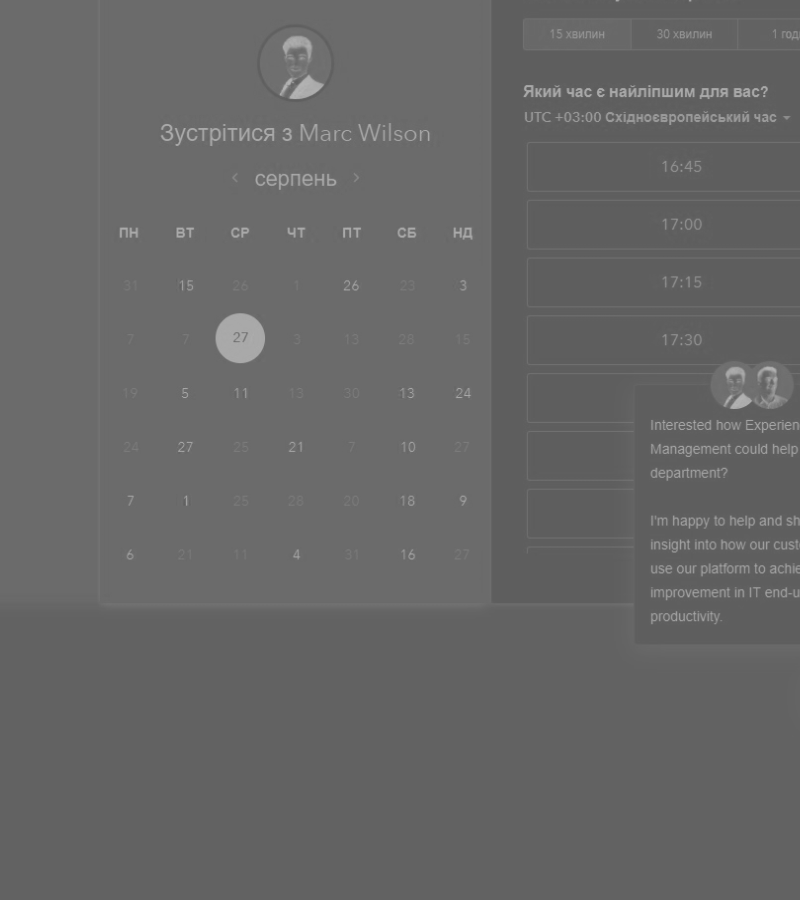 15 хвилин 30 хвилин 1 год
Який час є найліпшим для вас?
UTC +03:00 Східноєвропейський час
Зустрітися з Marc Wilson
серпень
ПН ВТ СР ЧТ ПТ СБ НД
31 15 26 1 26 23 3
7 7 27 3 13 28 15
19 5 11 13 30 13 24
24 27 25 21 7 10 27
7 1 25 28 20 18 9
6 21 11 4 31 16 27
16:45
17:00
17:15
17:30
Interested how Experien
Management could help
department?
I'm happy to help and sh
insight into how our custo
use our platform to achie
improvement in IT end-u
productivity.